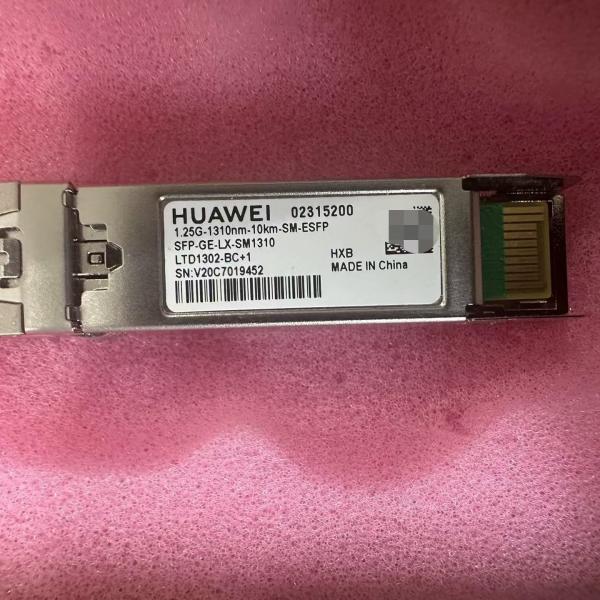 HUAWEI 02315200
1.25G-1310nm-10km-SM-ESFP
SFP-GE-LX-SM1310
LTD1302-BC+1 HXB
SN:V20C7019452 MADE IN China